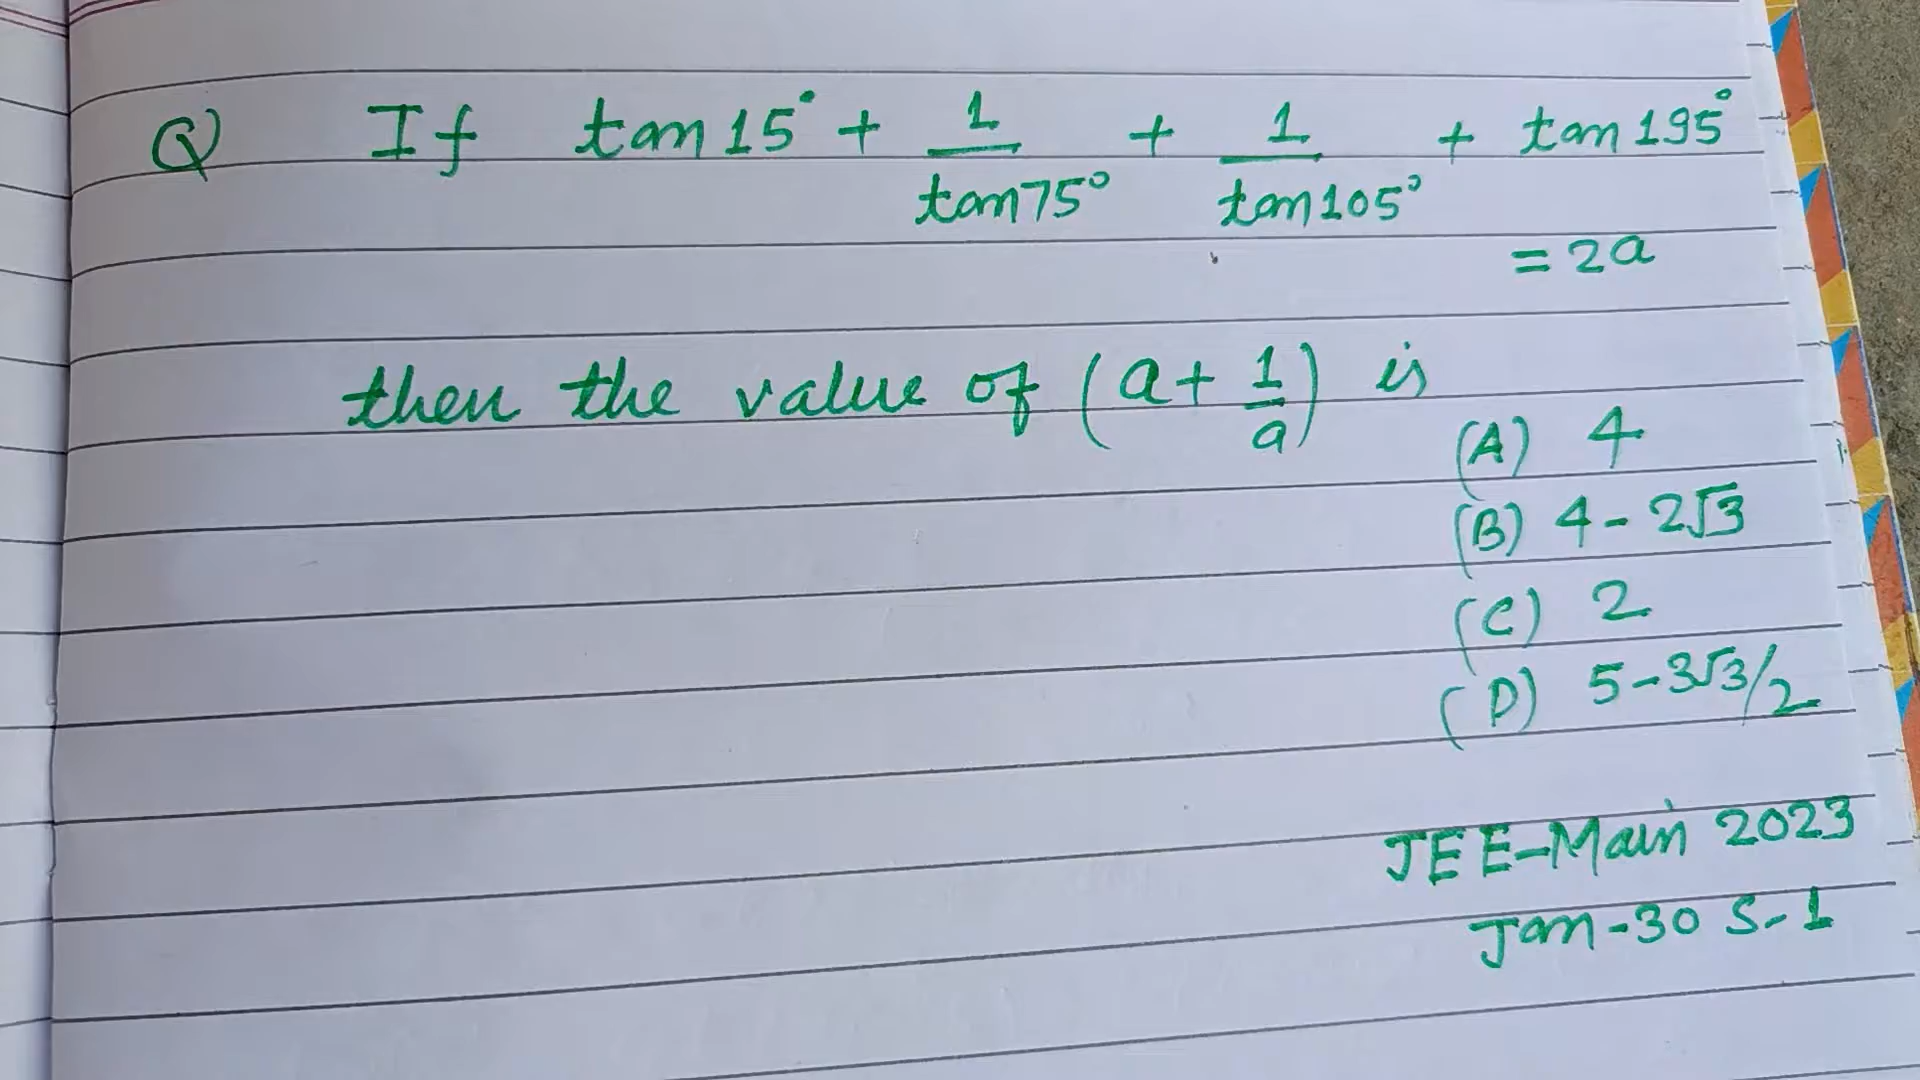 Q If tan 15° + 1/tan 75° + 1/tan 105° + tan 195°
= 2a
then the value of (a + 1/a) is
(A) 4
(B) 4 - 2√3
(C) 2
(D) 5 - 3√3/2
JEE-Main 2023
Jan-30 S-1